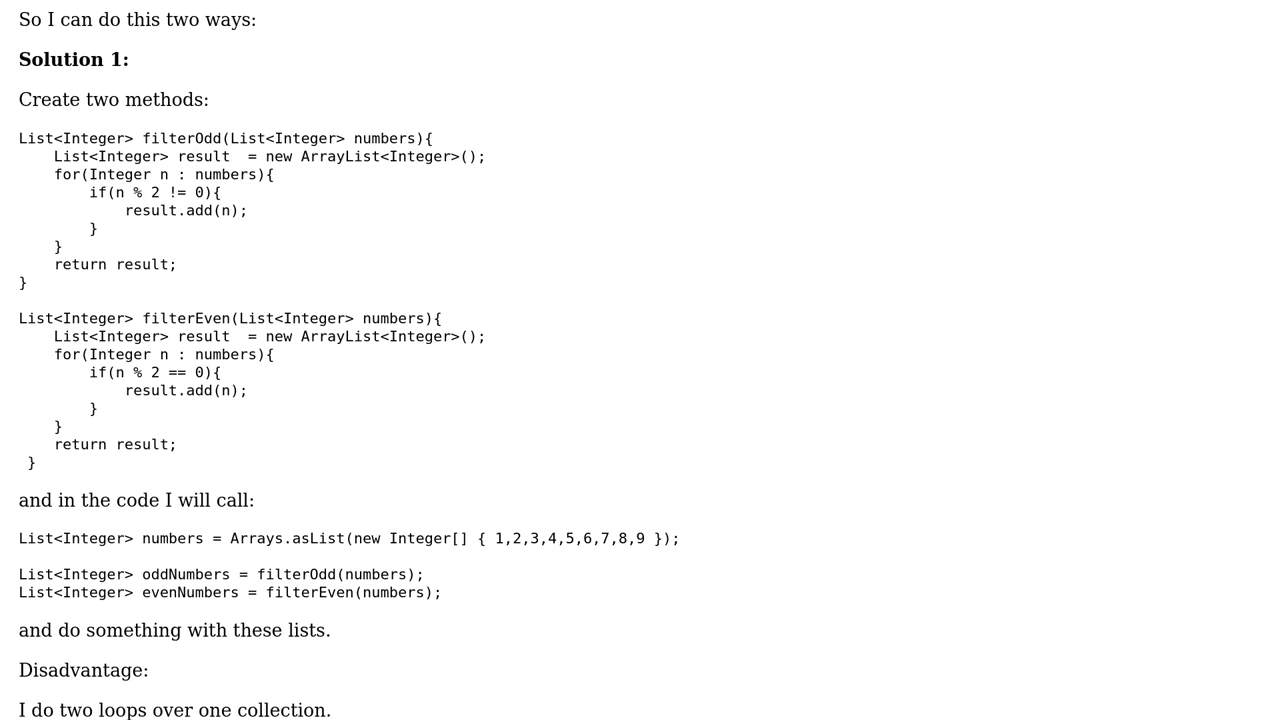 So I can do this two ways:
Solution 1:
Create two methods:
List<Integer> filterOdd(List<Integer> numbers){
    List<Integer> result  = new ArrayList<Integer>();
    for(Integer n : numbers){
        if(n % 2 != 0){
            result.add(n);
        }
    }
    return result;
}
List<Integer> filterEven(List<Integer> numbers){
    List<Integer> result  = new ArrayList<Integer>();
    for(Integer n : numbers){
        if(n % 2 == 0){
            result.add(n);
        }
    }
    return result;
 }
and in the code I will call:
List<Integer> numbers = Arrays.asList(new Integer[] { 1,2,3,4,5,6,7,8,9 });
List<Integer> oddNumbers = filterOdd(numbers);
List<Integer> evenNumbers = filterEven(numbers);
and do something with these lists.
Disadvantage:
I do two loops over one collection.